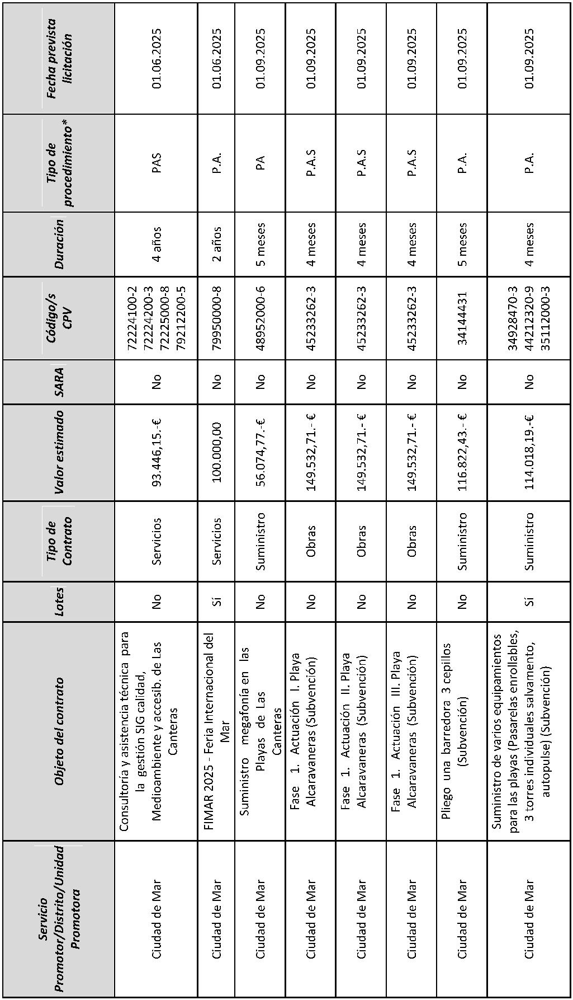 Servicio
Promotor/Distrito/Unidad
Promotora
Objeto del contrato
Lotes
Tipo de
Contrato
Valor estimado
SARA
Código/s
CPV
Duración
Tipo de
procedimiento*
Fecha prevista
licitación
Ciudad de Mar
Consultoría y asistencia técnica para
la gestión SIG calidad,
Medioambiente y accesib. de Las
Canteras
No
Servicios
93.446,15.-€
No
72224100-2
72224200-3
72225000-8
79212200-5
4 años
PAS
01.06.2025
Ciudad de Mar
FIMAR 2025 - Feria Internacional del
Mar
Sí
Servicios
100.000,00
No
79950000-8
2 años
P.A.
01.06.2025
Ciudad de Mar
Suministro megafonía en las
Playas de Las
Canteras
No
Suministro
56.074,77.-€
No
48952000-6
5 meses
PA
01.09.2025
Ciudad de Mar
Fase 1. Actuación I. Playa
Alcaravaneras (Subvención)
No
Obras
149.532,71.- €
No
45233262-3
4 meses
P.A.S
01.09.2025
Ciudad de Mar
Fase 1. Actuación II. Playa
Alcaravaneras (Subvención)
No
Obras
149.532,71.- €
No
45233262-3
4 meses
P.A.S
01.09.2025
Ciudad de Mar
Fase 1. Actuación III. Playa
Alcaravaneras (Subvención)
No
Obras
149.532,71.- €
No
45233262-3
4 meses
P.A.S
01.09.2025
Ciudad de Mar
Pliego una barredora 3 cepillos
(Subvención)
No
Suministro
116.822,43.- €
No
34144431
5 meses
P.A.
01.09.2025
Ciudad de Mar
Suministro de varios equipamientos
para las playas (Pasarelas enrollables,
3 torres individuales salvamento,
autopulse) (Subvención)
Sí
Suministro
114.018,19.-€
No
34928470-3
44212320-9
35112000-3
4 meses
P.A.
01.09.2025